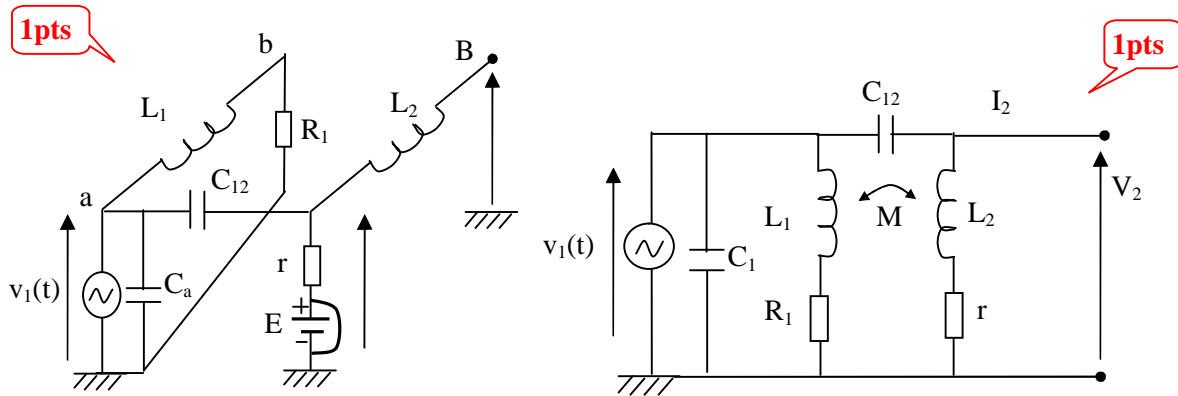 1pts
b
B
L1
L2
R1
C12
a
r
v1(t)
Ca
E
+
-
1pts
C12
I2
V2
L1
M
L2
v1(t)
C1
R1
r